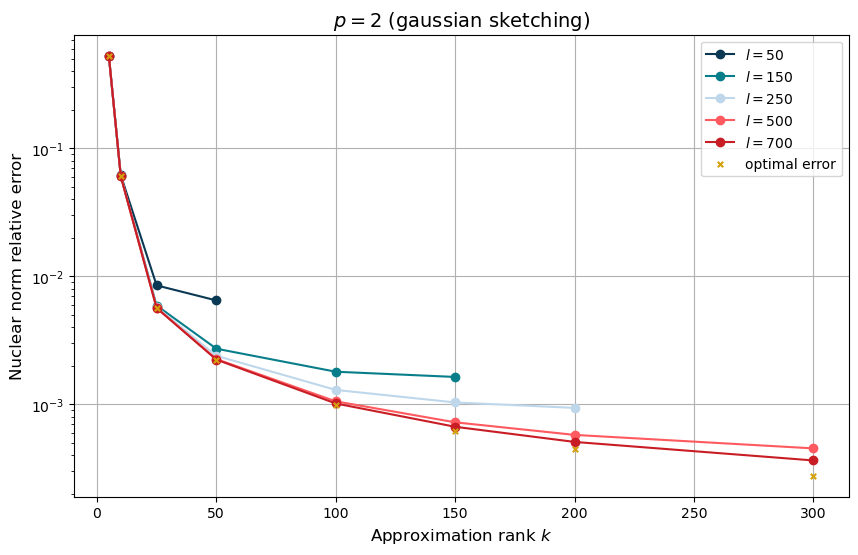 p = 2 (gaussian sketching)
Nuclear norm relative error
10⁻¹
10⁻²
10⁻³
0 50 100 150 200 250 300
Approximation rank k
l = 50
l = 150
l = 250
l = 500
l = 700
optimal error